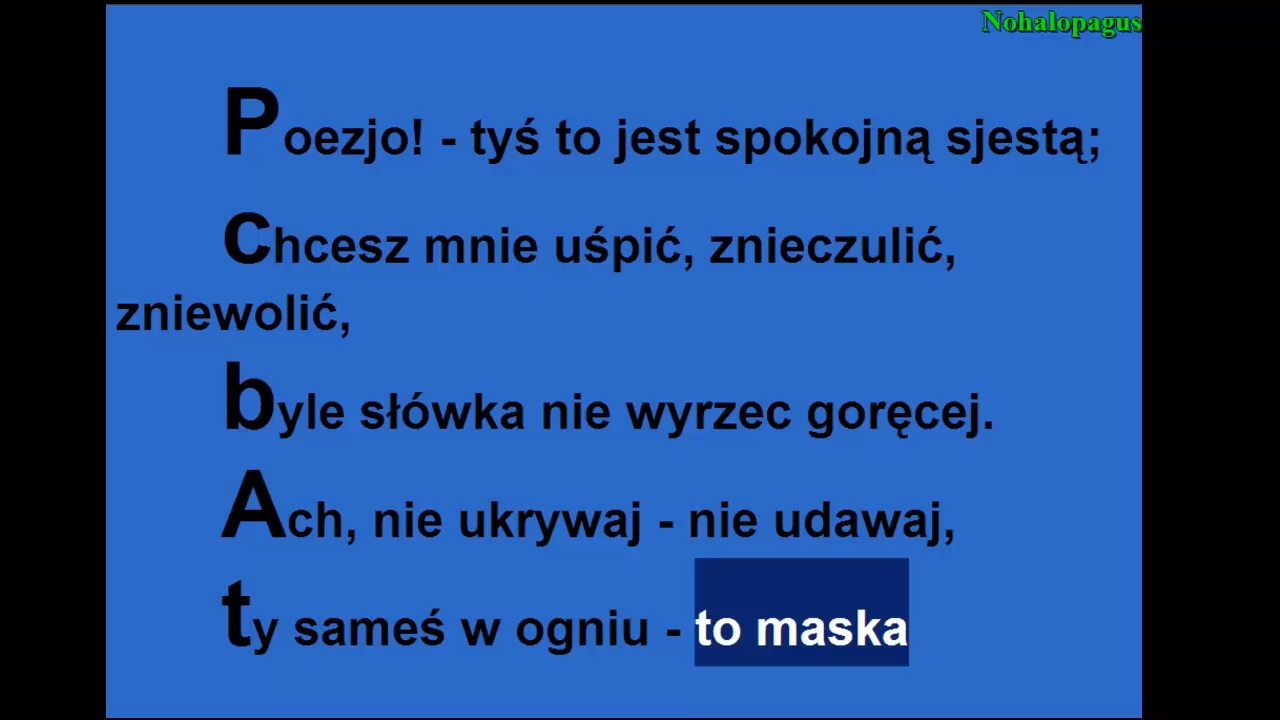 Nohalopagus
Poezjo! - tyś to jest spokojną sjestą;
chcesz mnie uśpić, znieczulić,
zniewolić,
byle słówka nie wyrzec goręcej.
Ach, nie ukrywaj - nie udawaj,
ty sameś w ogniu - to maska